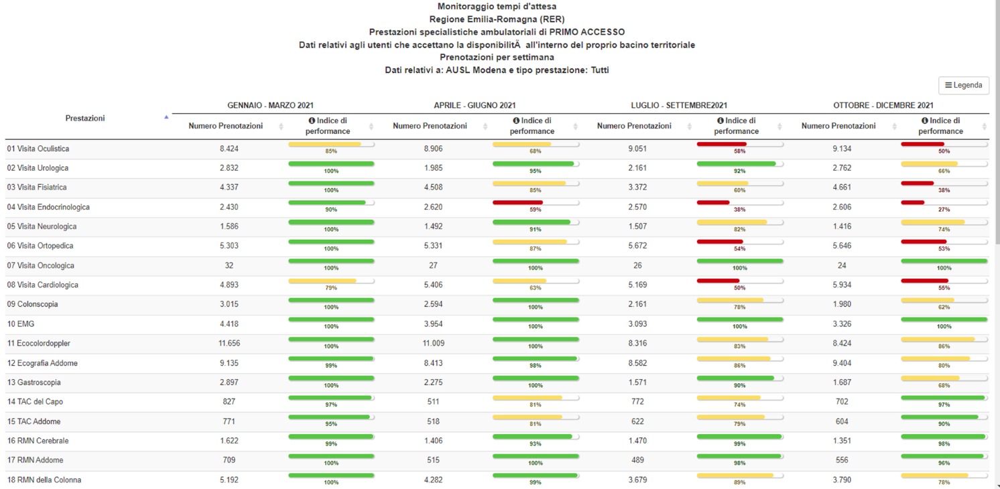 Monitoraggio tempi d'attesa
Regione Emilia-Romagna (RER)
Prestazioni specialistiche ambulatoriali di PRIMO ACCESSO
Dati relativi agli utenti che accettano la disponibilitÃ all'interno del proprio bacino territoriale
Prenotazioni per settimana
Dati relativi a: AUSL Modena e tipo prestazione: Tutti
Legenda
Prestazioni GENNAIO - MARZO 2021 APRILE - GIUGNO 2021 LUGLIO - SETTEMBRE2021 OTTOBRE - DICEMBRE 2021
Numero Prenotazioni Indice di performance Numero Prenotazioni Indice di performance Numero Prenotazioni Indice di performance Numero Prenotazioni Indice di performance
01 Visita Oculistica 8.424 85% 8.906 68% 9.051 58% 9.134 50%
02 Visita Urologica 2.832 100% 1.985 95% 2.161 92% 2.762 66%
03 Visita Fisiatrica 4.337 100% 4.508 85% 3.372 60% 4.661 38%
04 Visita Endocrinologica 2.430 90% 2.620 59% 2.570 38% 2.606 27%
05 Visita Neurologica 1.586 100% 1.492 91% 1.507 82% 1.416 74%
06 Visita Ortopedica 5.303 100% 5.331 87% 5.672 54% 5.646 53%
07 Visita Oncologica 32 100% 27 100% 26 100% 24 100%
08 Visita Cardiologica 4.893 79% 5.406 63% 5.169 50% 5.934 55%
09 Colonscopia 3.015 100% 2.594 100% 2.161 78% 1.980 62%
10 EMG 4.418 100% 3.954 100% 3.093 100% 3.326 100%
11 Ecocolordoppler 11.656 100% 11.009 100% 8.316 83% 8.424 86%
12 Ecografia Addome 9.135 99% 8.413 98% 8.582 86% 9.404 80%
13 Gastroscopia 2.897 100% 2.275 100% 1.571 90% 1.687 68%
14 TAC del Capo 827 97% 511 81% 772 74% 702 97%
15 TAC Addome 771 95% 518 81% 622 79% 604 90%
16 RMN Cerebrale 1.622 99% 1.406 93% 1.470 99% 1.351 98%
17 RMN Addome 709 100% 515 100% 489 98% 556 96%
18 RMN della Colonna 5.192 100% 4.282 99% 3.679 89% 3.790 78%